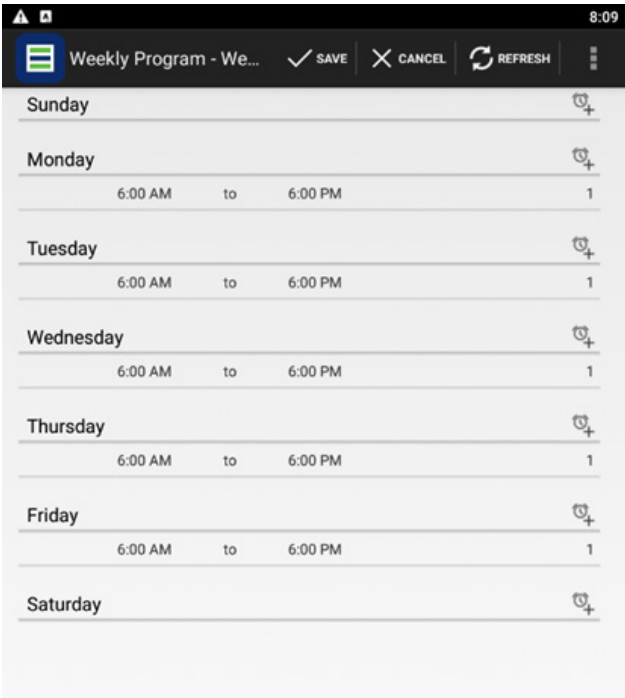 8:09
Weekly Program - We... SAVE CANCEL REFRESH
Sunday
Monday
6:00 AM to 6:00 PM 1
Tuesday
6:00 AM to 6:00 PM 1
Wednesday
6:00 AM to 6:00 PM 1
Thursday
6:00 AM to 6:00 PM 1
Friday
6:00 AM to 6:00 PM 1
Saturday